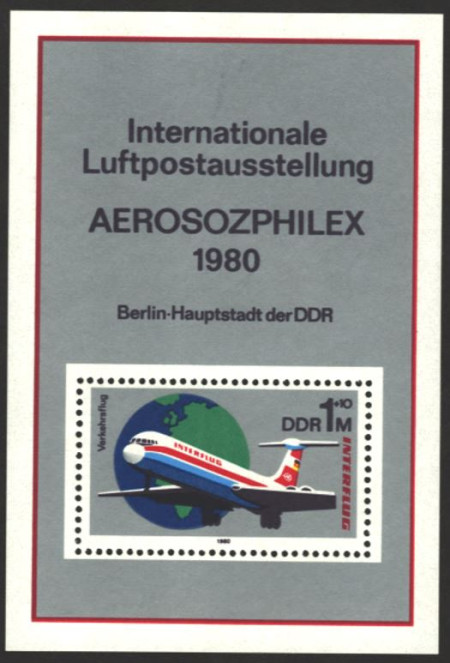 Internationale
Luftpostausstellung
AEROSOZPHILEX
1980
Berlin-Hauptstadt der DDR
Verkehrsflug
DDR 1+10 M
INTERFLUG
INTERFLUG
1980